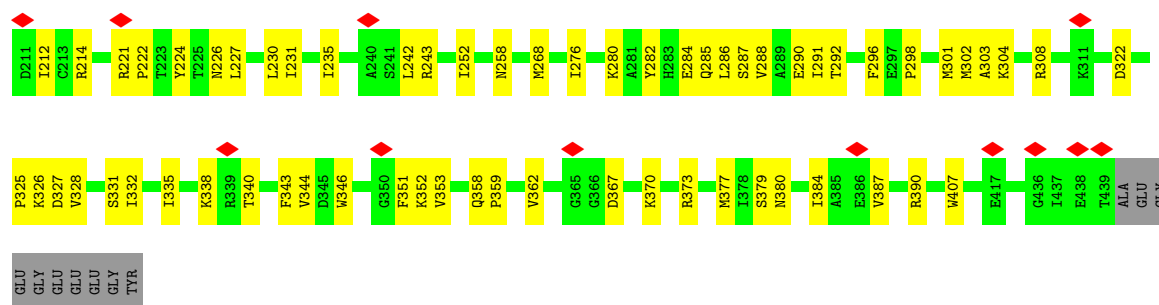 D211 I212 C213 R214 R221 P222 T223 Y224 T225 N226 L227 L230 I231 I235 A240 S241 L242 R243 I252 N258 M268 I276 K280 A281 Y282 H283 E284 Q285 L286 S287 V288 A289 E290 I291 T292 F296 E297 P298 M301 M302 A303 K304 R308 K311 D322
P325 K326 D327 V328 S331 I332 I335 K338 R339 T340 F343 V344 D345 W346 G350 F351 K352 V353 Q358 P359 V362 G365 G366 D367 K370 R373 M377 I378 S379 N380 I384 A385 E386 V387 R390 W407 E417 G436 I437 E438 T439 ALA GLU GLY
GLU GLY GLU GLU GLU GLY TYR